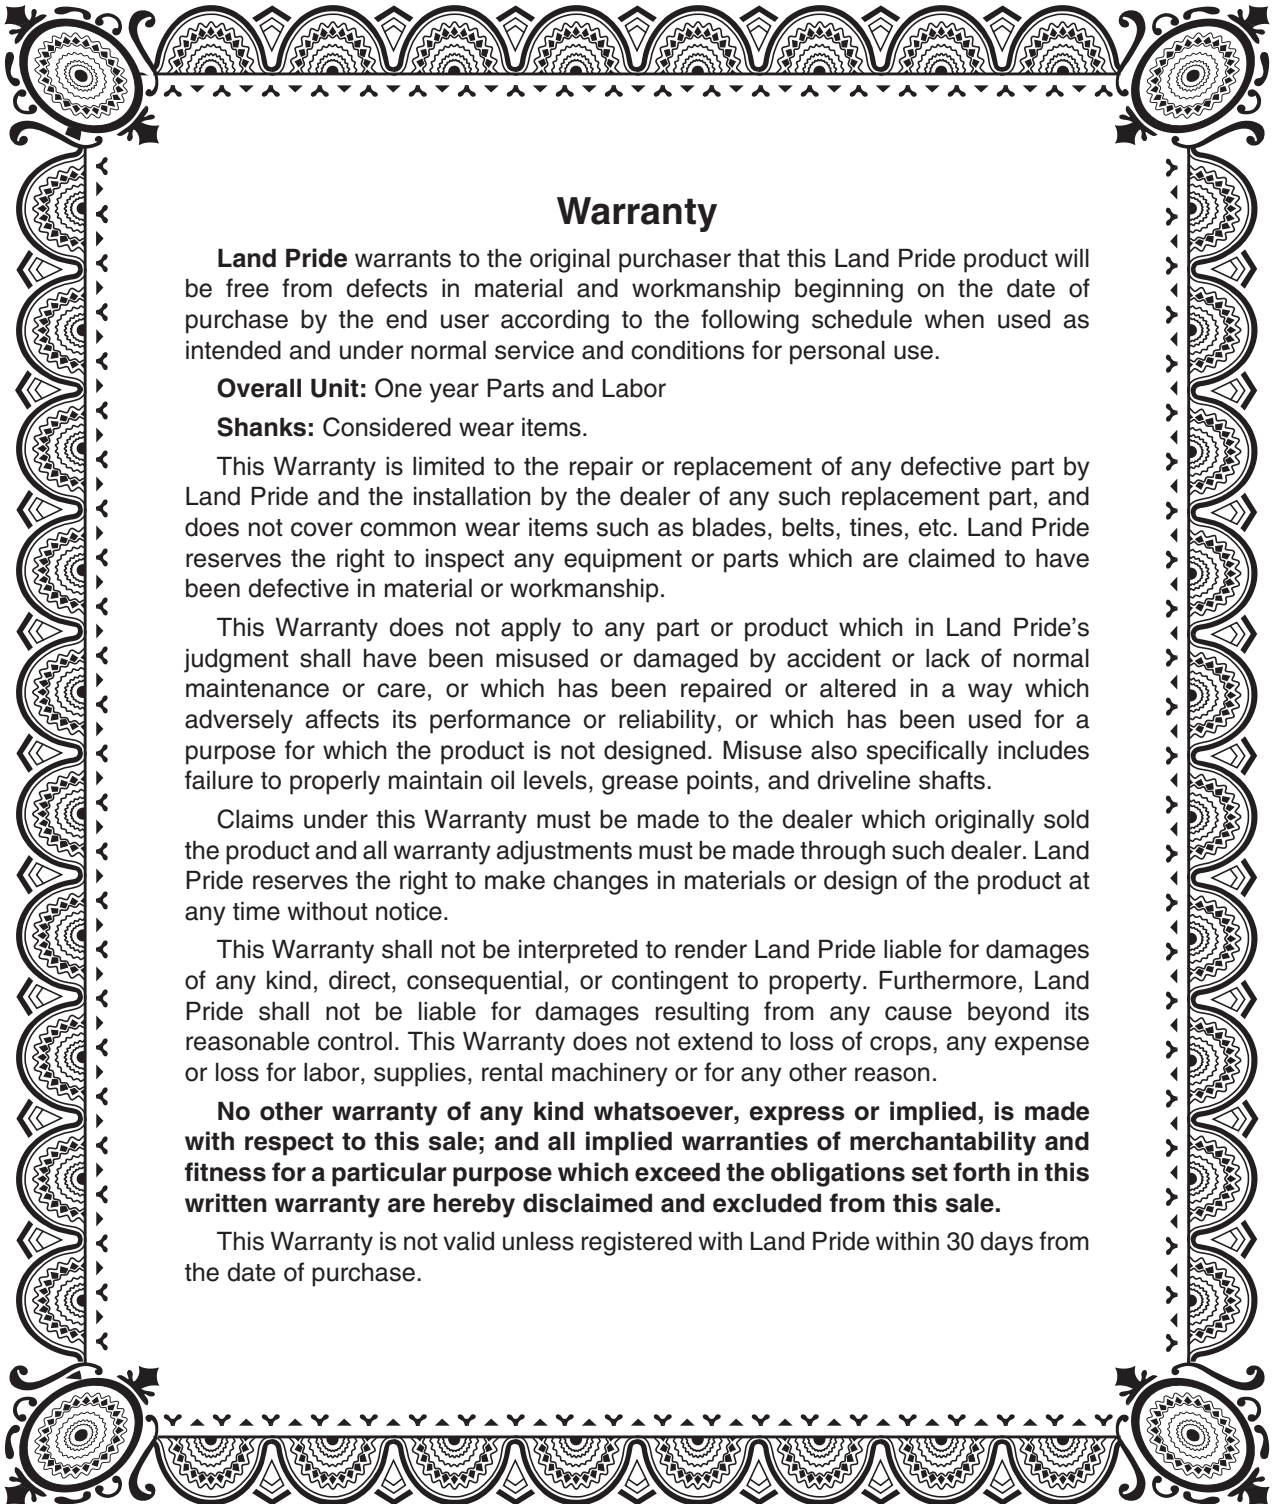 Warranty
Land Pride warrants to the original purchaser that this Land Pride product will
be free from defects in material and workmanship beginning on the date of
purchase by the end user according to the following schedule when used as
intended and under normal service and conditions for personal use.
Overall Unit: One year Parts and Labor
Shanks: Considered wear items.
This Warranty is limited to the repair or replacement of any defective part by
Land Pride and the installation by the dealer of any such replacement part, and
does not cover common wear items such as blades, belts, tines, etc. Land Pride
reserves the right to inspect any equipment or parts which are claimed to have
been defective in material or workmanship.
This Warranty does not apply to any part or product which in Land Pride’s
judgment shall have been misused or damaged by accident or lack of normal
maintenance or care, or which has been repaired or altered in a way which
adversely affects its performance or reliability, or which has been used for a
purpose for which the product is not designed. Misuse also specifically includes
failure to properly maintain oil levels, grease points, and driveline shafts.
Claims under this Warranty must be made to the dealer which originally sold
the product and all warranty adjustments must be made through such dealer. Land
Pride reserves the right to make changes in materials or design of the product at
any time without notice.
This Warranty shall not be interpreted to render Land Pride liable for damages
of any kind, direct, consequential, or contingent to property. Furthermore, Land
Pride shall not be liable for damages resulting from any cause beyond its
reasonable control. This Warranty does not extend to loss of crops, any expense
or loss for labor, supplies, rental machinery or for any other reason.
No other warranty of any kind whatsoever, express or implied, is made
with respect to this sale; and all implied warranties of merchantability and
fitness for a particular purpose which exceed the obligations set forth in this
written warranty are hereby disclaimed and excluded from this sale.
This Warranty is not valid unless registered with Land Pride within 30 days from
the date of purchase.